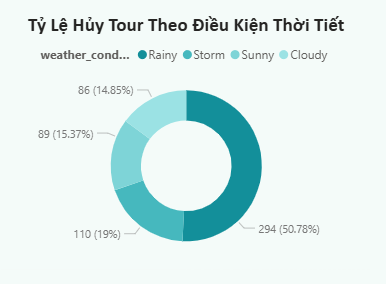 Tỷ Lệ Hủy Tour Theo Điều Kiện Thời Tiết
weather_cond... Rainy Storm Sunny Cloudy
86 (14.85%)
89 (15.37%)
110 (19%)
294 (50.78%)